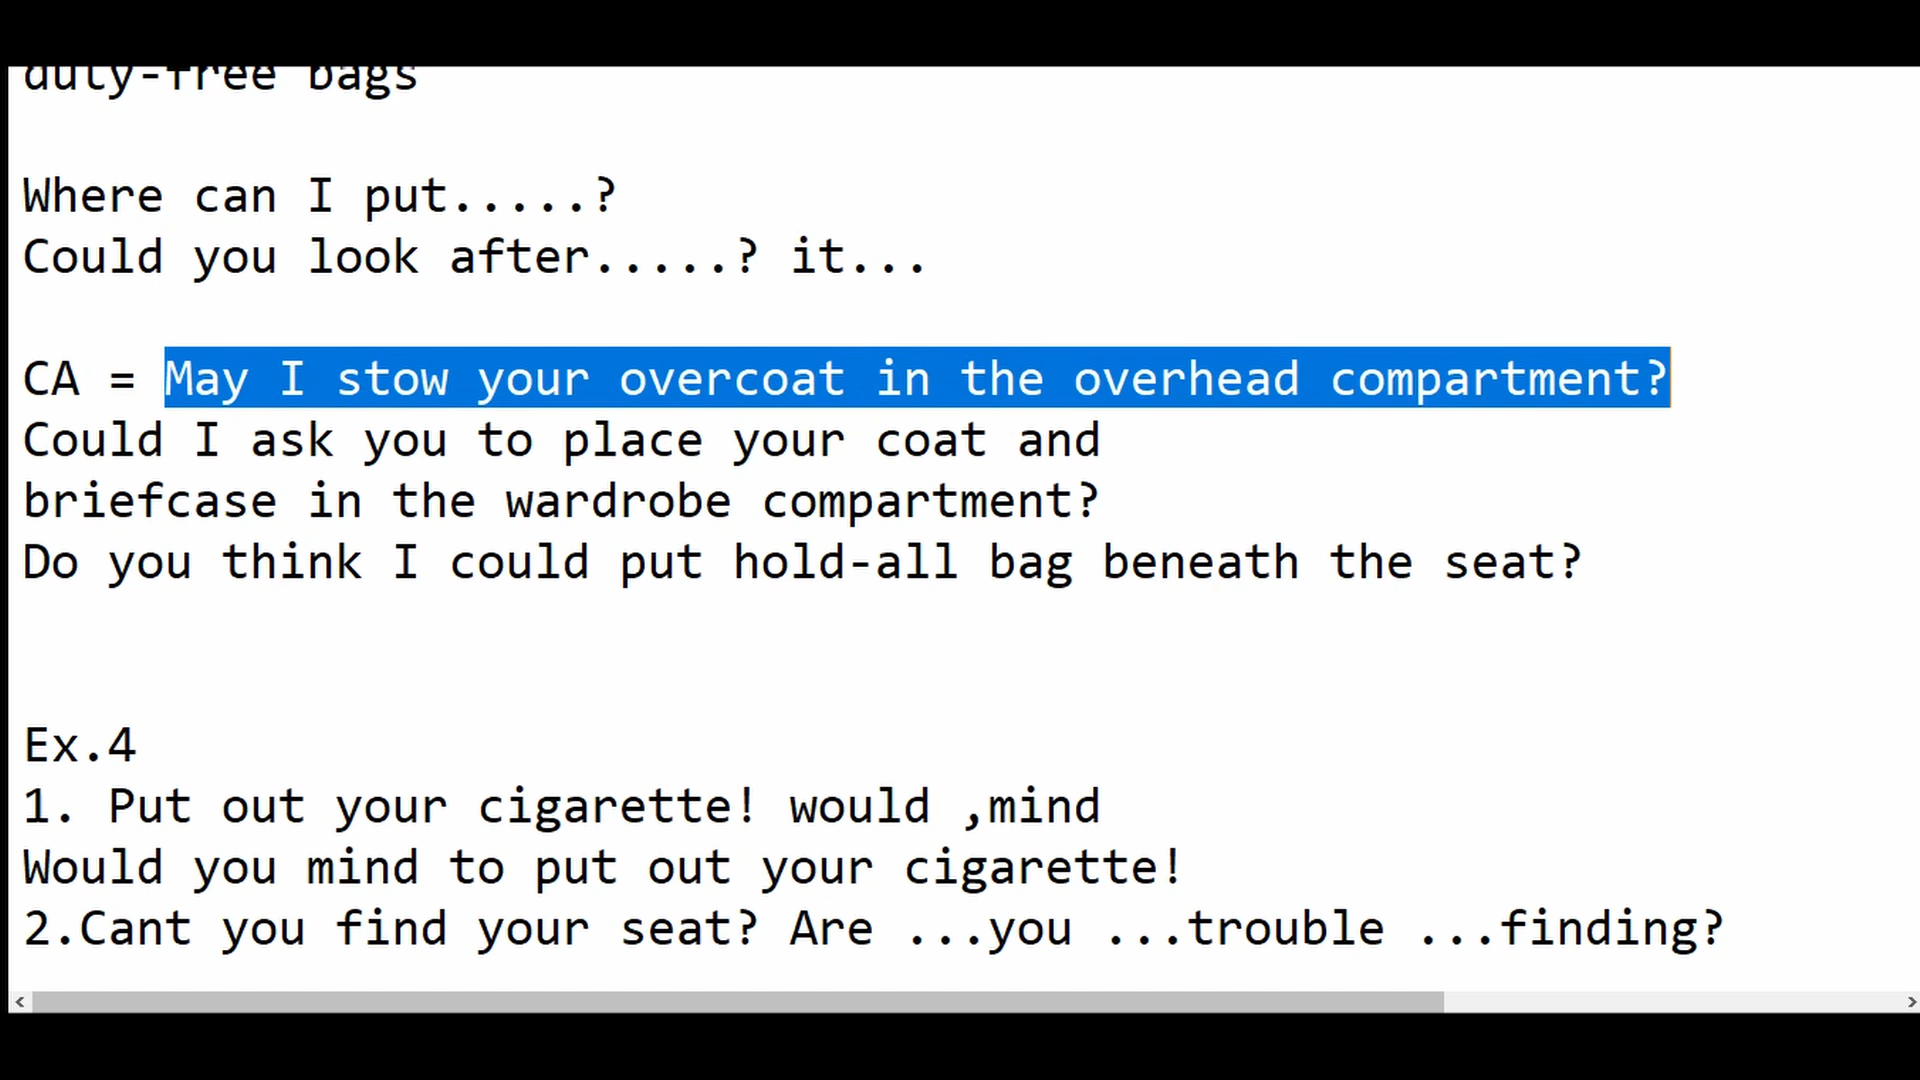 duty-free bags
Where can I put.....?
Could you look after.....? it...
CA = May I stow your overcoat in the overhead compartment?
Could I ask you to place your coat and
briefcase in the wardrobe compartment?
Do you think I could put hold-all bag beneath the seat?
Ex.4
1. Put out your cigarette! would ,mind
Would you mind to put out your cigarette!
2.Cant you find your seat? Are ...you ...trouble ...finding?